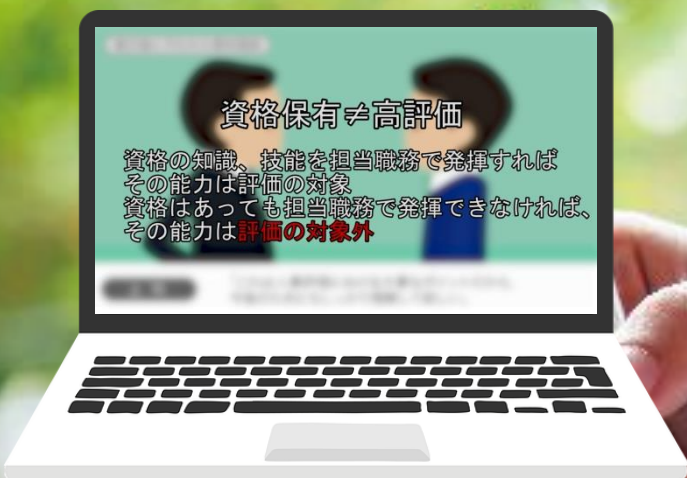 資格保有≠高評価
資格の知識、技能を担当職務で発揮すれば
その能力は評価の対象
資格はあっても担当職務で発揮できなければ、
その能力は評価の対象外